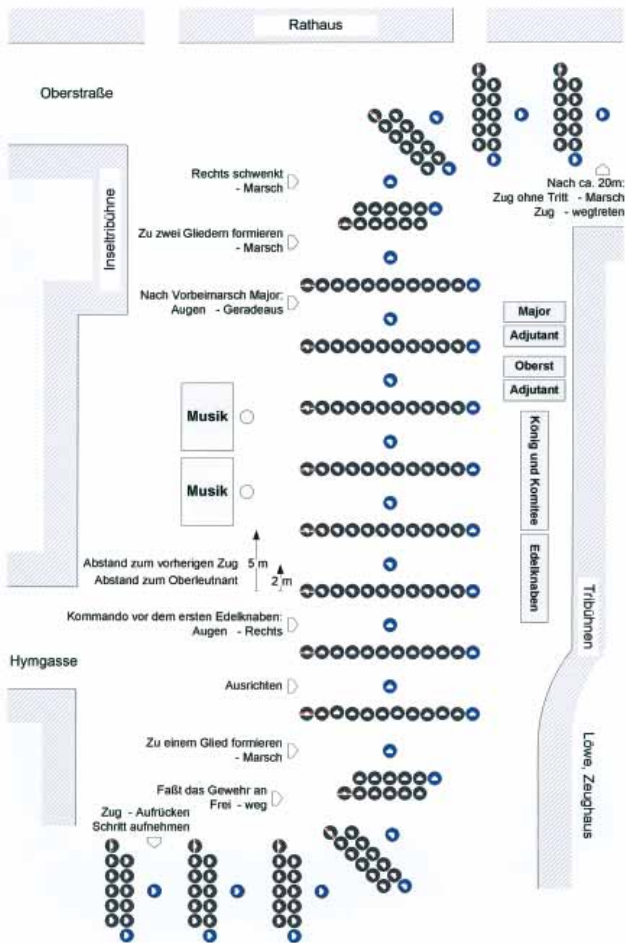 Rathaus
Oberstraße
Inseltribühne
Rechts schwenkt
- Marsch
Nach ca. 20m:
Zug ohne Tritt - Marsch
Zug - wegtreten
Zu zwei Gliedern formieren
- Marsch
Nach Vorbeimarsch Major:
Augen - Geradeaus
Major
Adjutant
Oberst
Adjutant
Musik
Musik
König und Komitee
Edelknaben
Abstand zum vorherigen Zug 5 m
Abstand zum Oberleutnant 2 m
Tribühnen
Kommando vor dem ersten Edelknaben:
Augen - Rechts
Hymgasse
Ausrichten
Zu einem Glied formieren
- Marsch
Löwe, Zeughaus
Faßt das Gewehr an
Frei - weg
Zug - Aufrücken
Schritt aufnehmen